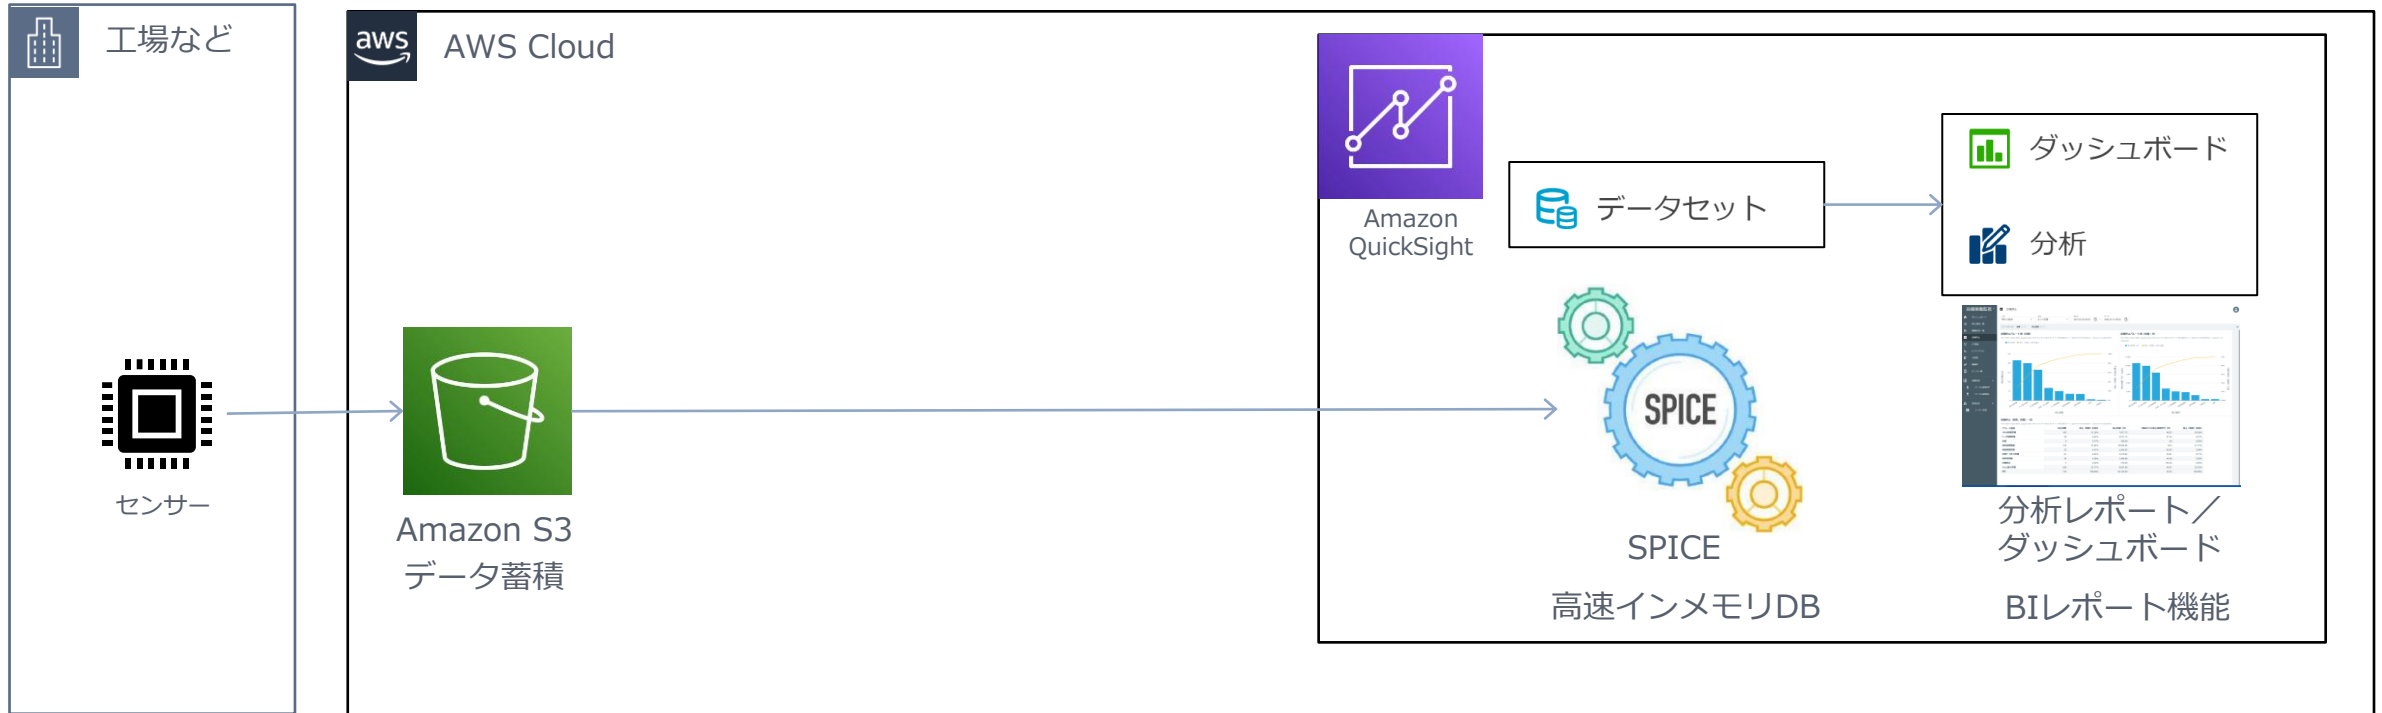 工場など
aws
AWS Cloud
Amazon
QuickSight
データセット
ダッシュボード
分析
センサー
Amazon S3
データ蓄積
SPICE
SPICE
高速インメモリDB
分析レポート／
ダッシュボード
BIレポート機能